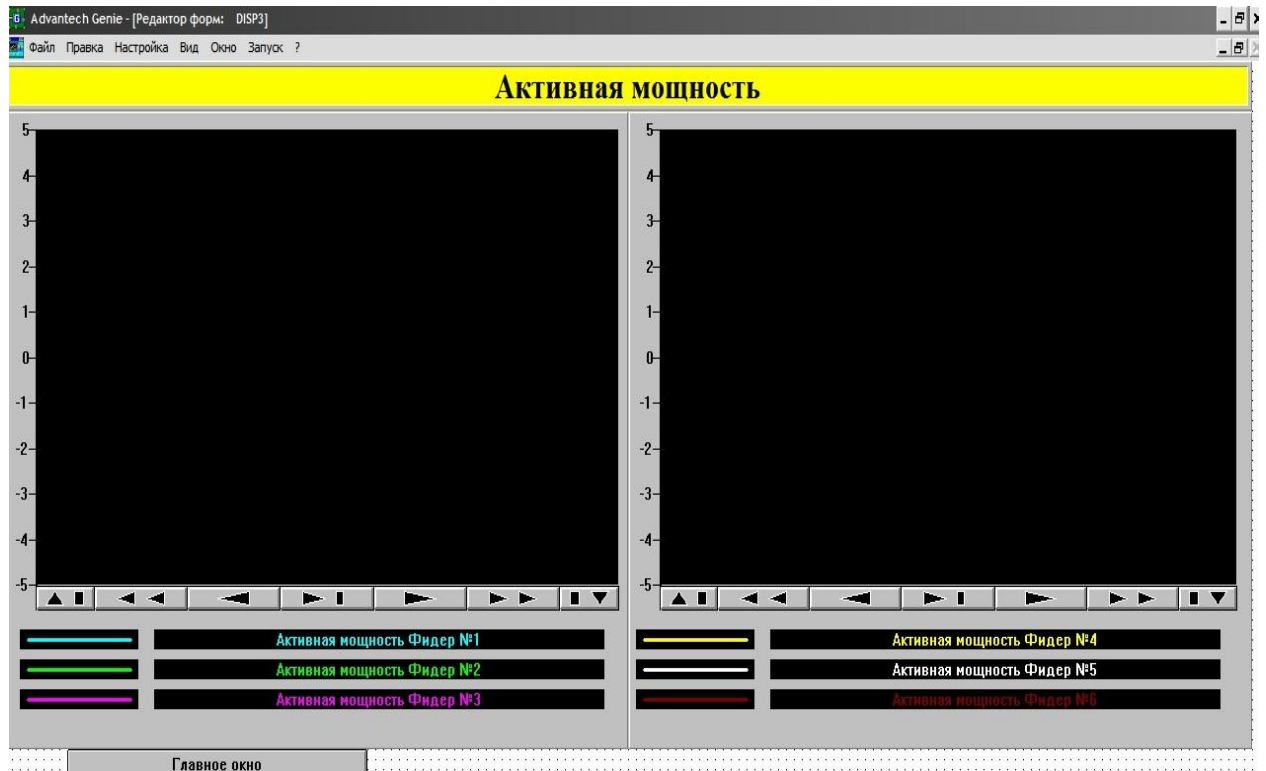 Advantech Genie - [Редактор форм: DISP3]
Файл Правка Настройка Вид Окно Запуск ?
Активная мощность
5
4
3
2
1
0
-1
-2
-3
-4
-5
5
4
3
2
1
0
-1
-2
-3
-4
-5
Активная мощность Фидер №1
Активная мощность Фидер №2
Активная мощность Фидер №3
Активная мощность Фидер №4
Активная мощность Фидер №5
Активная мощность Фидер №6
Главное окно